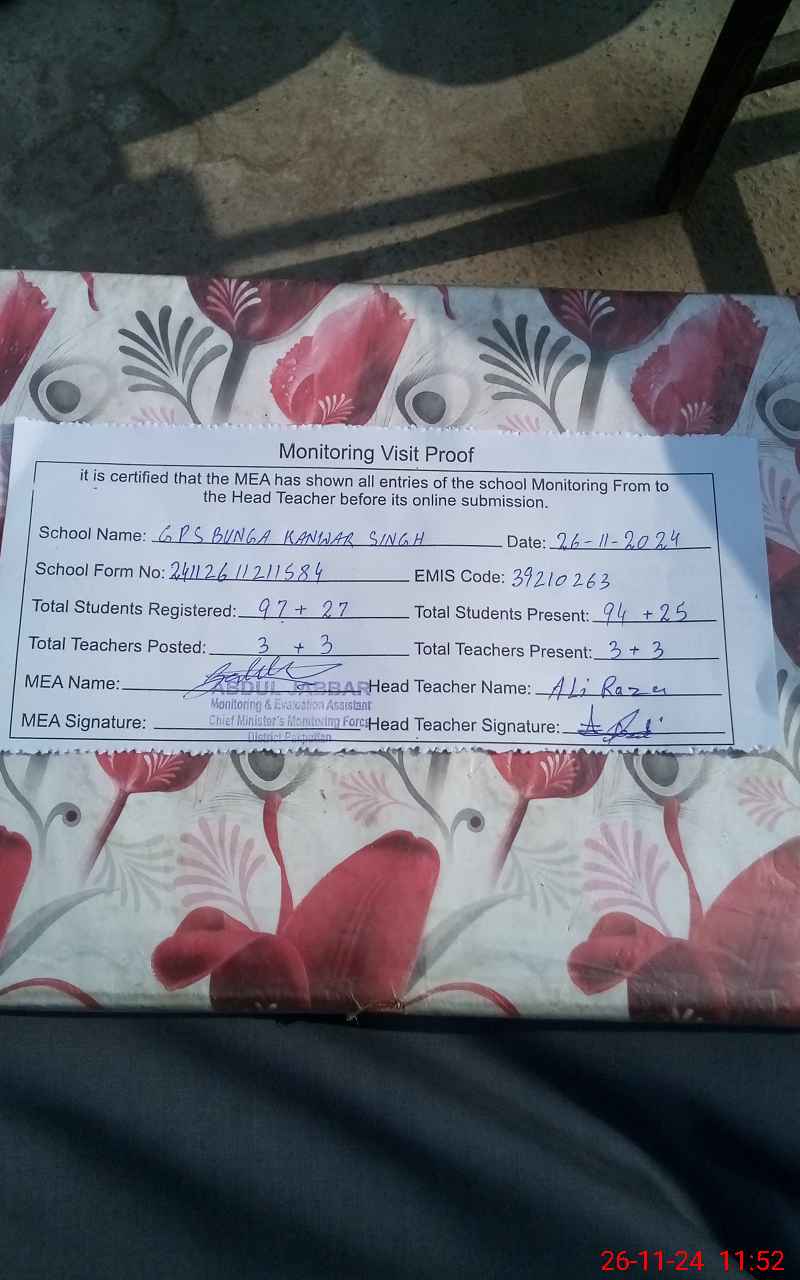 Monitoring Visit Proof
it is certified that the MEA has shown all entries of the school Monitoring From to
the Head Teacher before its online submission.
School Name: GPS BUNGA KANWAR SINGH Date: 26-11-2024
School Form No: 24112611211584 EMIS Code: 39210263
Total Students Registered: 97 + 27 Total Students Present: 94 + 25
Total Teachers Posted: 3 + 3 Total Teachers Present: 3 + 3
MEA Name: ABDUL JABBAR Head Teacher Name: ALi Raza
Monitoring & Evaluation Assistant
MEA Signature: Chief Minister's Monitoring Force Head Teacher Signature:
District Pakpattan
26-11-24 11:52